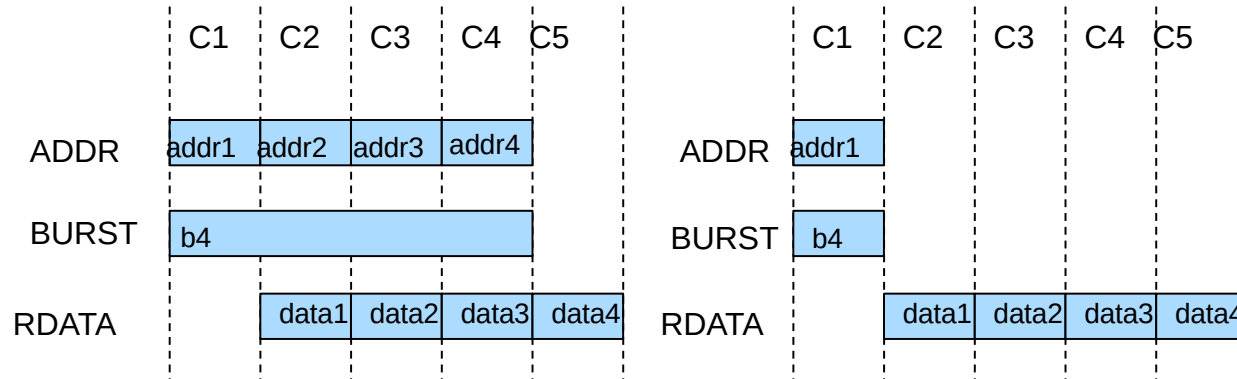 C1 C2 C3 C4 C5 C1 C2 C3 C4 C5
ADDR addr1 addr2 addr3 addr4 ADDR addr1
BURST b4 BURST b4
RDATA data1 data2 data3 data4 RDATA data1 data2 data3 data4